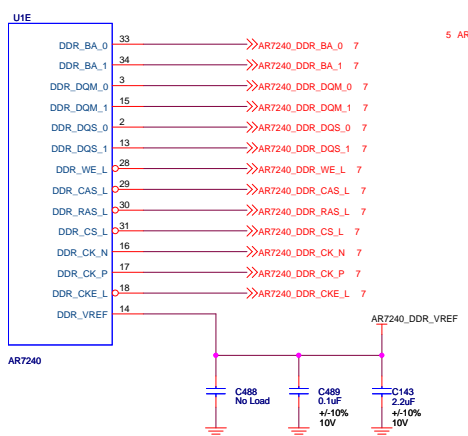 U1E
5 AR
DDR_BA_0 33 AR7240_DDR_BA_0 7
DDR_BA_1 34 AR7240_DDR_BA_1 7
DDR_DQM_0 3 AR7240_DDR_DQM_0 7
DDR_DQM_1 15 AR7240_DDR_DQM_1 7
DDR_DQS_0 2 AR7240_DDR_DQS_0 7
DDR_DQS_1 13 AR7240_DDR_DQS_1 7
DDR_WE_L 28 AR7240_DDR_WE_L 7
DDR_CAS_L 29 AR7240_DDR_CAS_L 7
DDR_RAS_L 30 AR7240_DDR_RAS_L 7
DDR_CS_L 31 AR7240_DDR_CS_L 7
DDR_CK_N 16 AR7240_DDR_CK_N 7
DDR_CK_P 17 AR7240_DDR_CK_P 7
DDR_CKE_L 18 AR7240_DDR_CKE_L 7
DDR_VREF 14
AR7240_DDR_VREF
AR7240
C488
No Load
C489
0.1uF
+/-10%
10V
C143
2.2uF
+/-10%
10V